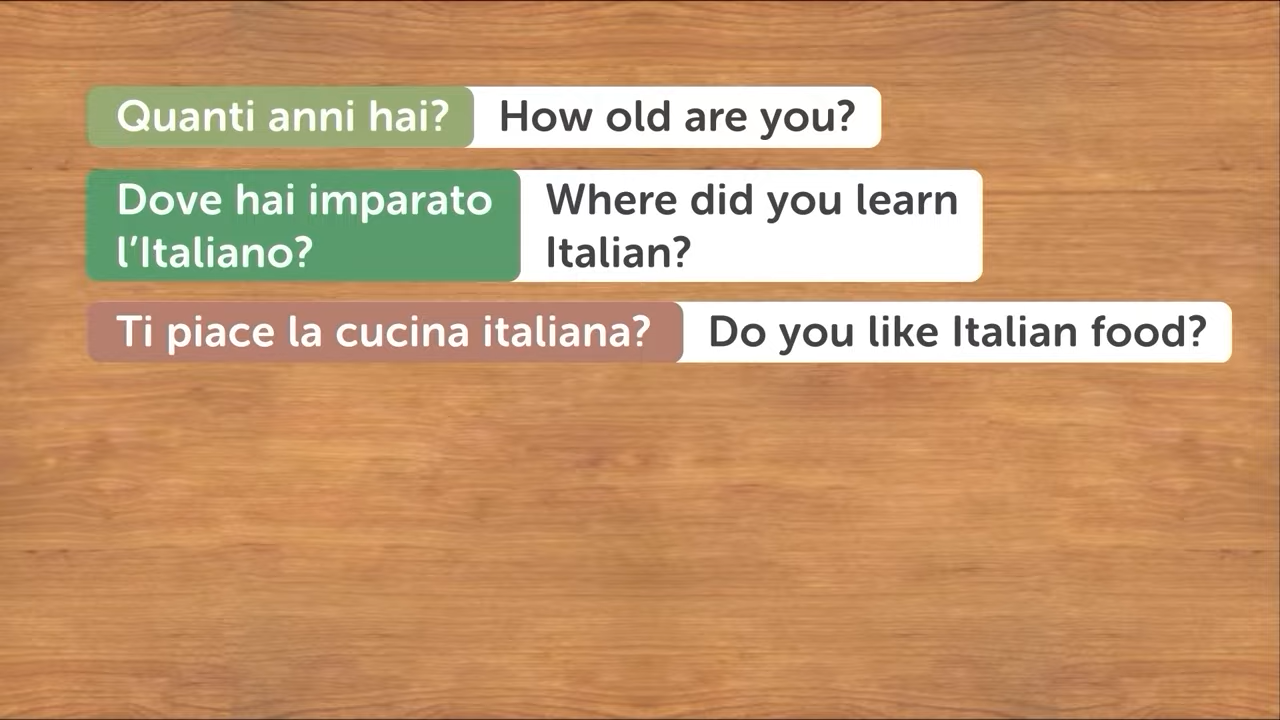 Quanti anni hai? How old are you?
Dove hai imparato Where did you learn
l’Italiano? Italian?
Ti piace la cucina italiana? Do you like Italian food?